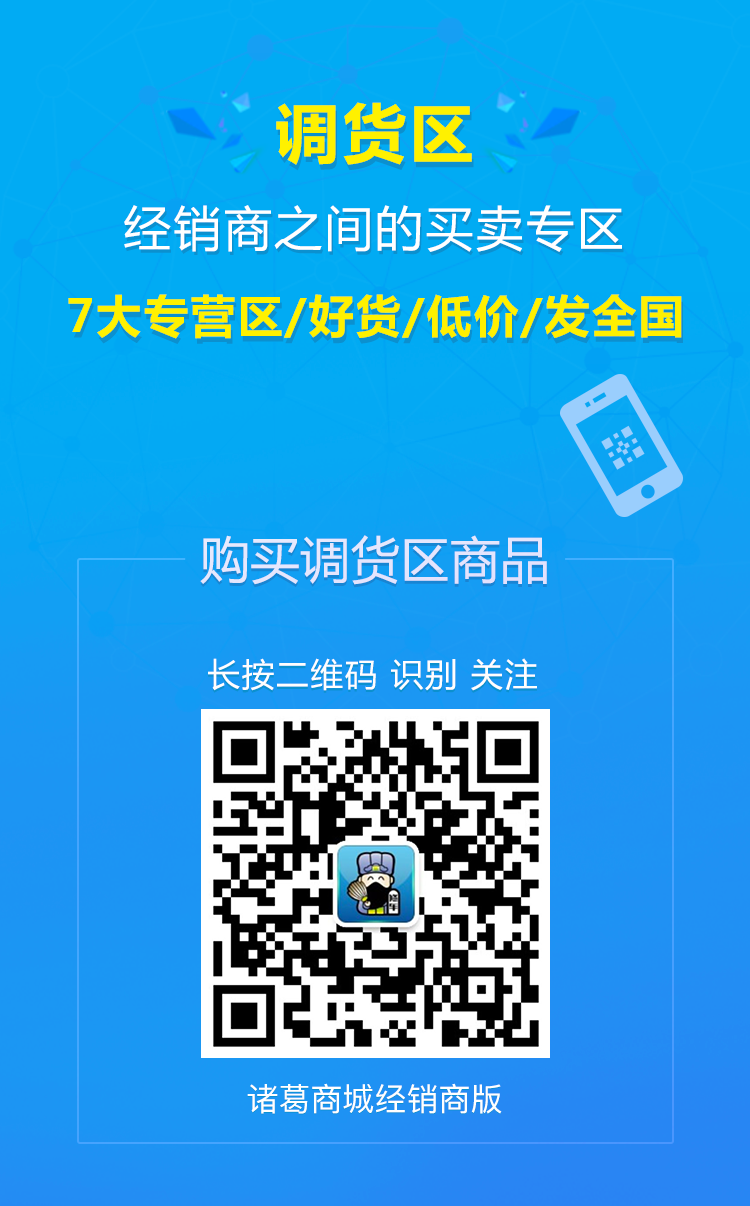 调货区
经销商之间的买卖专区
7大专营区/好货/低价/发全国
购买调货区商品
长按二维码 识别 关注
修车
诸葛商城经销商版